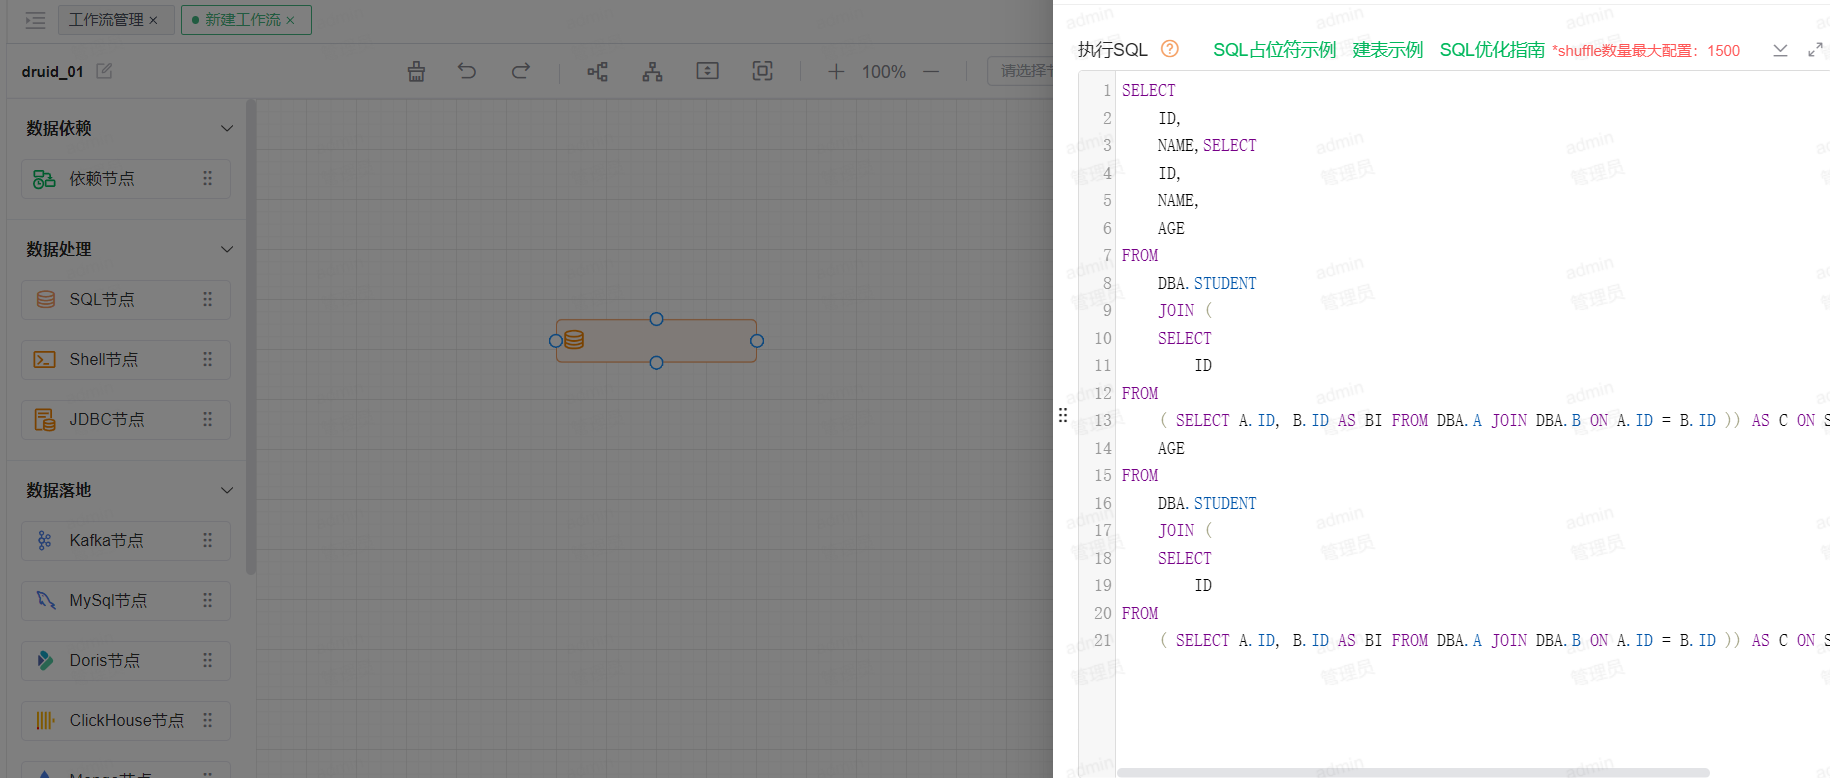 工作流管理 ×
新建工作流 ×
druid_01
100%
请选择
数据依赖
依赖节点
数据处理
SQL节点
Shell节点
JDBC节点
数据落地
Kafka节点
MySql节点
Doris节点
ClickHouse节点
执行SQL
SQL占位符示例 建表示例 SQL优化指南 *shuffle数量最大配置：1500
1 SELECT
2 ID,
3 NAME,SELECT
4 ID,
5 NAME,
6 AGE
7 FROM
8 DBA.STUDENT
9 JOIN (
10 SELECT
11 ID
12 FROM
13 ( SELECT A.ID, B.ID AS BI FROM DBA.A JOIN DBA.B ON A.ID = B.ID )) AS C ON S
14 AGE
15 FROM
16 DBA.STUDENT
17 JOIN (
18 SELECT
19 ID
20 FROM
21 ( SELECT A.ID, B.ID AS BI FROM DBA.A JOIN DBA.B ON A.ID = B.ID )) AS C ON S
admin
管理员